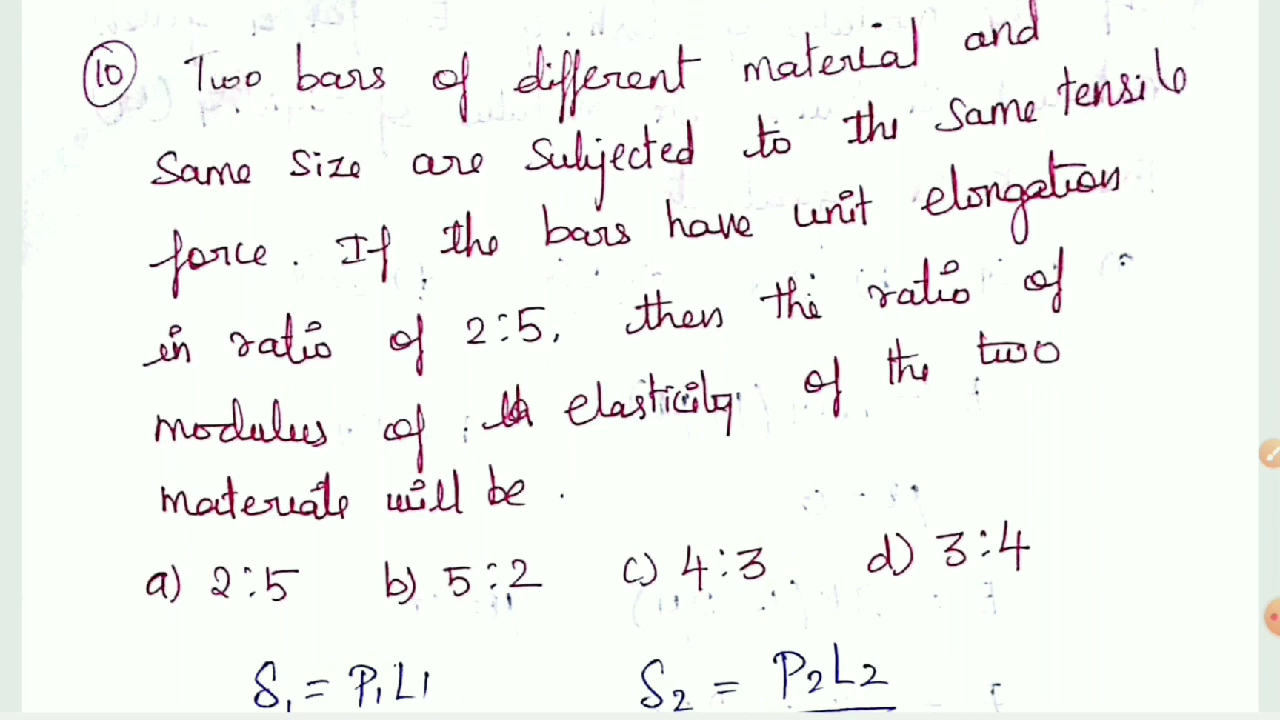 10 Two bars of different material and
same size are subjected to the same tensile
force. If the bars have unit elongation
in ratio of 2:5, then the ratio of
modulus of elasticity of the two
materials will be.
a) 2:5 b) 5:2 c) 4:3 d) 3:4
δ1 = P1L1 δ2 = P2L2